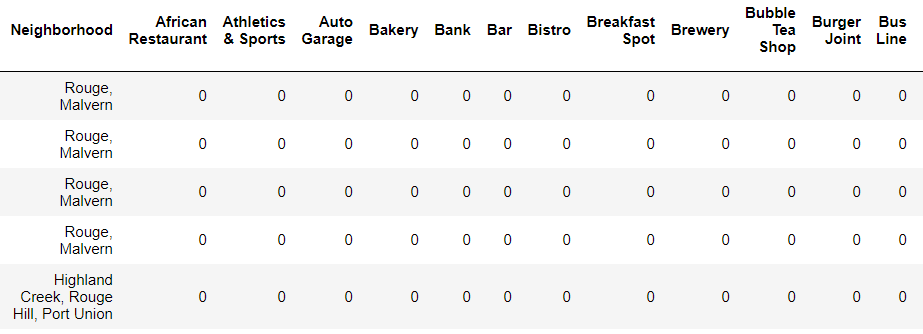 Neighborhood African Restaurant Athletics & Sports Auto Garage Bakery Bank Bar Bistro Breakfast Spot Brewery Bubble Tea Shop Burger Joint Bus Line
Rouge, Malvern 0 0 0 0 0 0 0 0 0 0 0 0
Rouge, Malvern 0 0 0 0 0 0 0 0 0 0 0 0
Rouge, Malvern 0 0 0 0 0 0 0 0 0 0 0 0
Rouge, Malvern 0 0 0 0 0 0 0 0 0 0 0 0
Highland Creek, Rouge Hill, Port Union 0 0 0 0 0 0 0 0 0 0 0 0